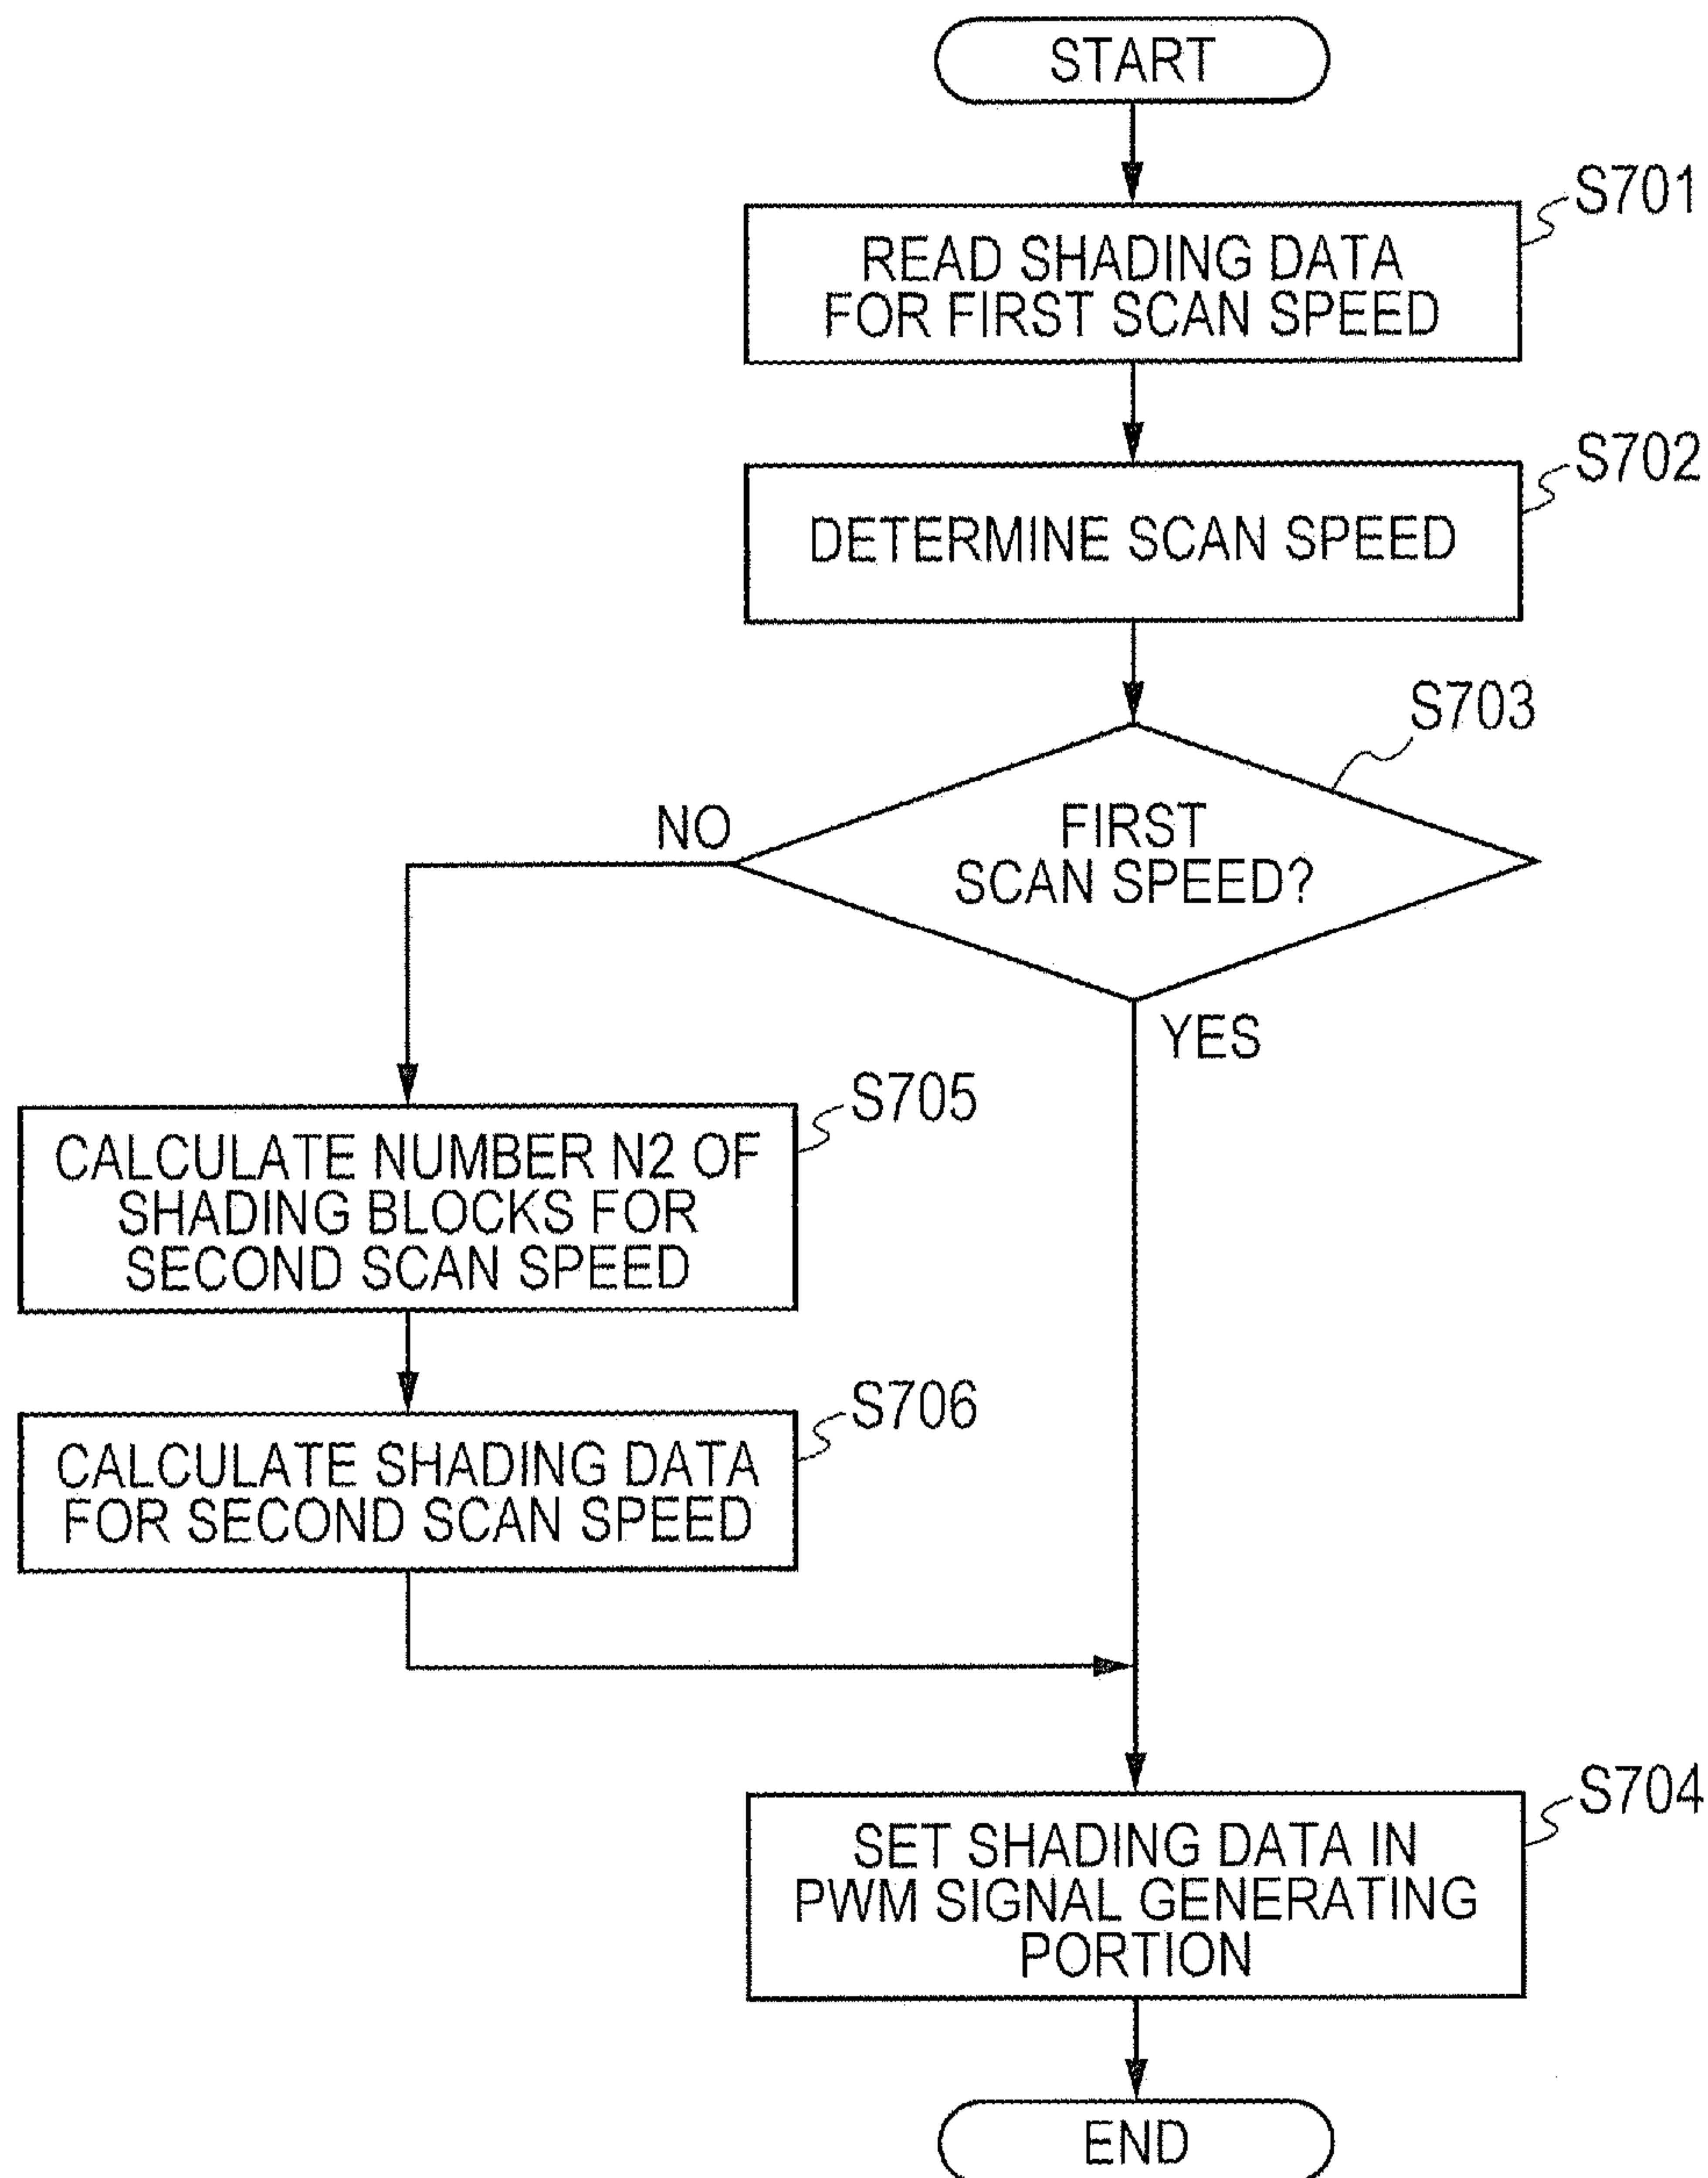 START
S701
READ SHADING DATA
FOR FIRST SCAN SPEED
S702
DETERMINE SCAN SPEED
S703
FIRST
SCAN SPEED?
NO
YES
S705
CALCULATE NUMBER N2 OF
SHADING BLOCKS FOR
SECOND SCAN SPEED
S706
CALCULATE SHADING DATA
FOR SECOND SCAN SPEED
S704
SET SHADING DATA IN
PWM SIGNAL GENERATING
PORTION
END